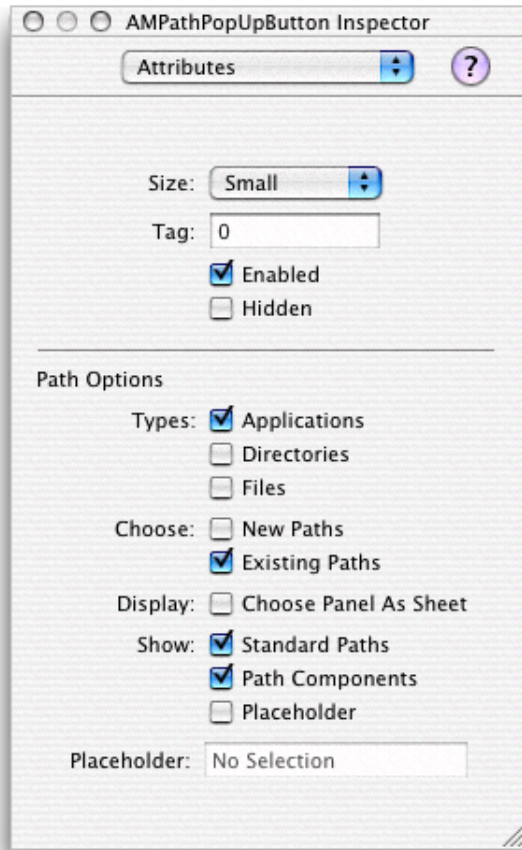 AMPathPopUpButton Inspector
Attributes ?
Size: Small
Tag: 0
Enabled
Hidden
Path Options
Types: Applications
Directories
Files
Choose: New Paths
Existing Paths
Display: Choose Panel As Sheet
Show: Standard Paths
Path Components
Placeholder
Placeholder: No Selection